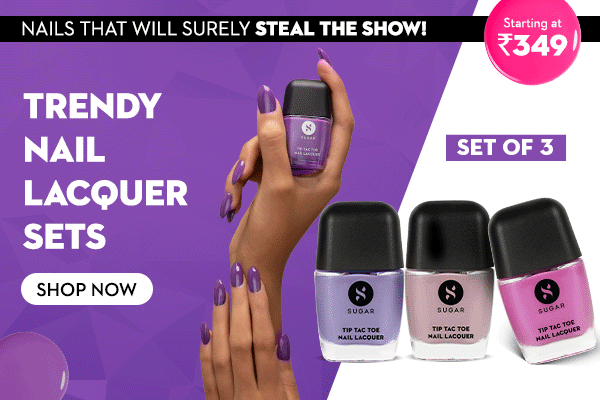 NAILS THAT WILL SURELY STEAL THE SHOW!
Starting at
₹349
TRENDY
NAIL
LACQUER
SETS
SHOP NOW
SUGAR
TIP TAC TOE
NAIL LACQUER
SET OF 3
SUGAR
TIP TAC TOE
NAIL LACQUER
SUGAR
TIP TAC TOE
NAIL LACQUER
SUGAR
TIP TAC TOE
NAIL LACQUER